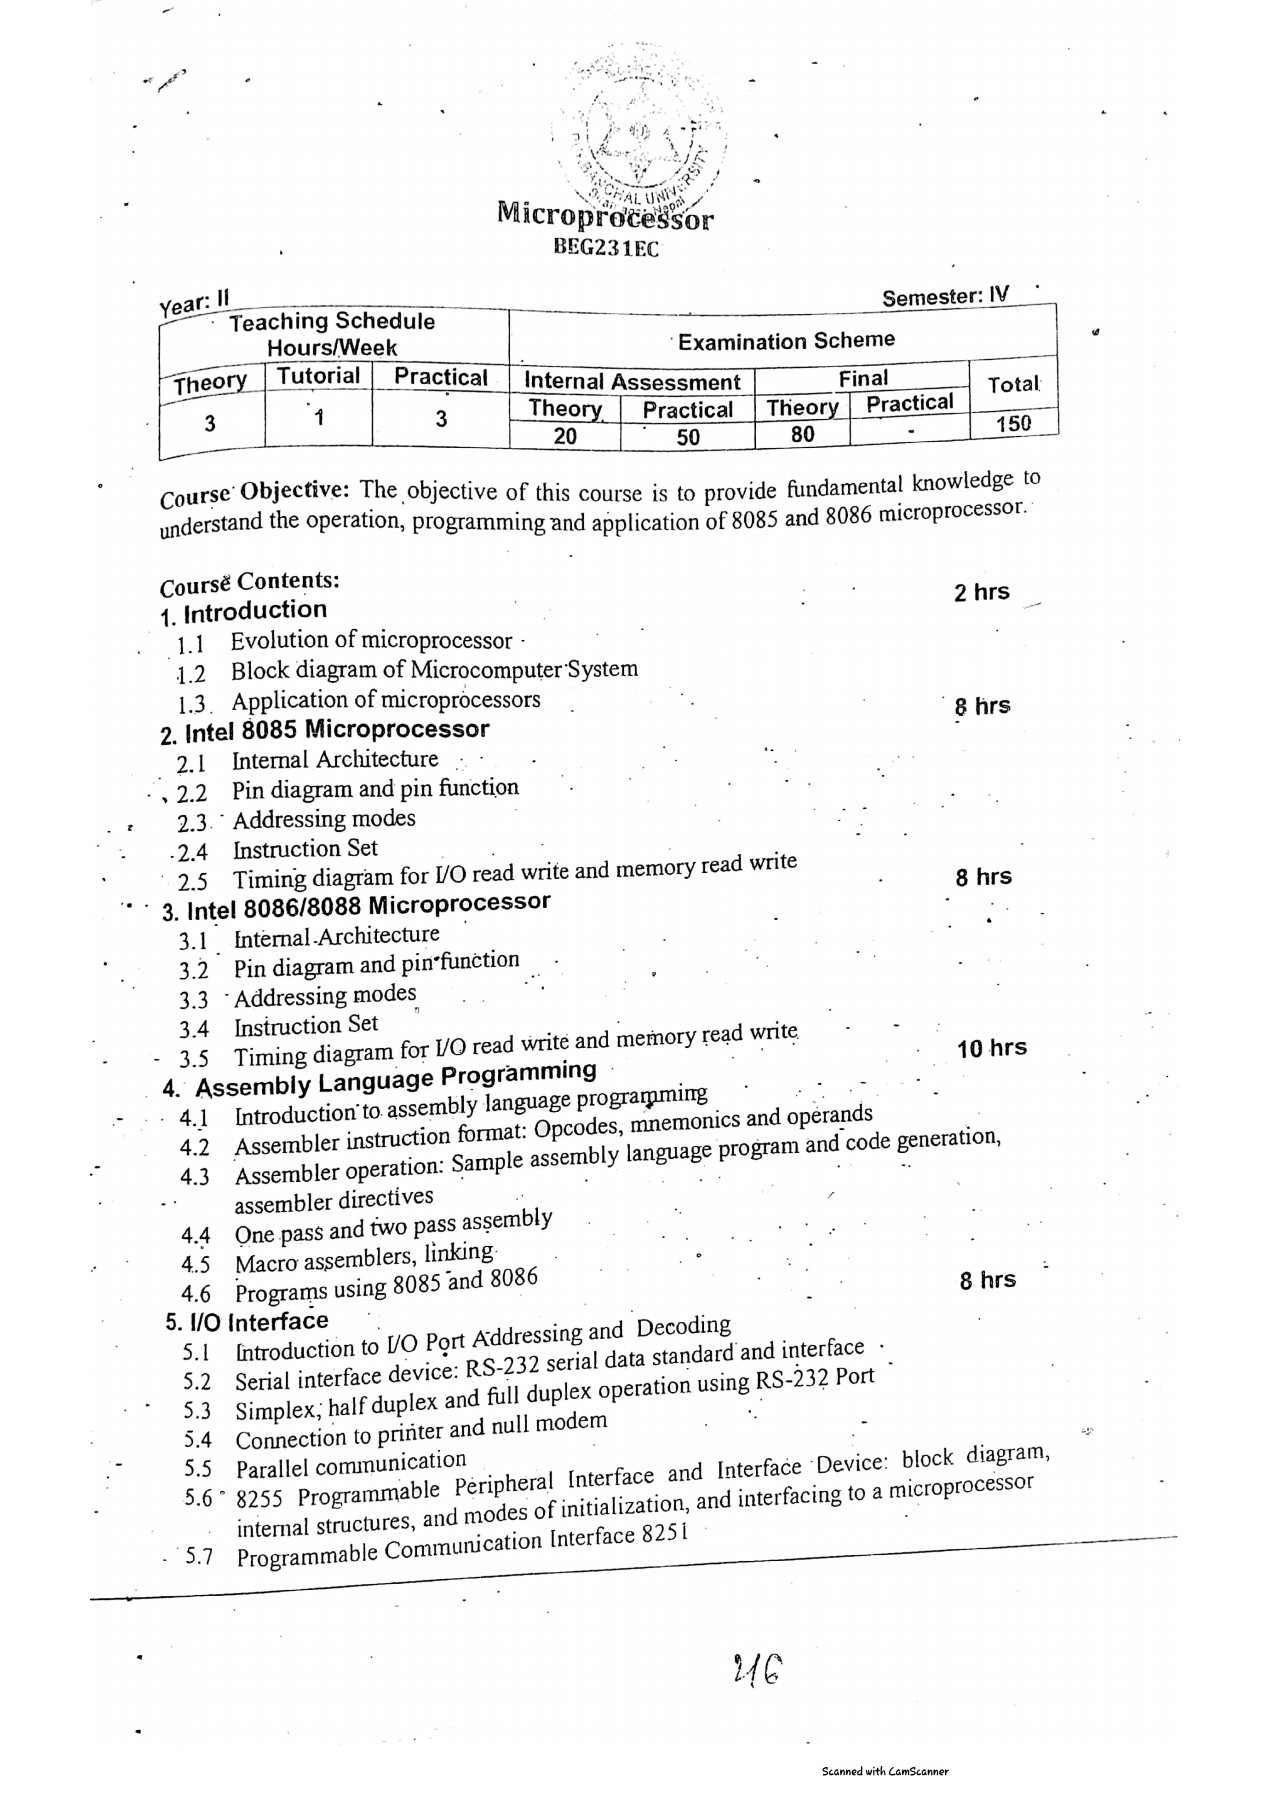 BANCHAL UNIVERSITY
Nepal
Microprocessor
BEG231EC
Year: II
Semester: IV
Teaching Schedule
Hours/Week
Examination Scheme
Theory Tutorial Practical Internal Assessment Final Total
Theory Practical Theory Practical
3 1 3 20 50 80 - 150
Course Objective: The objective of this course is to provide fundamental knowledge to
understand the operation, programming and application of 8085 and 8086 microprocessor.
Course Contents:
1. Introduction 2 hrs
1.1 Evolution of microprocessor
1.2 Block diagram of Microcomputer System
1.3 Application of microprocessors
2. Intel 8085 Microprocessor 8 hrs
2.1 Internal Architecture
2.2 Pin diagram and pin function
2.3 Addressing modes
2.4 Instruction Set
2.5 Timing diagram for I/O read write and memory read write
3. Intel 8086/8088 Microprocessor 8 hrs
3.1 Internal Architecture
3.2 Pin diagram and pin function
3.3 Addressing modes
3.4 Instruction Set
3.5 Timing diagram for I/O read write and memory read write
4. Assembly Language Programming 10 hrs
4.1 Introduction to assembly language programming
4.2 Assembler instruction format: Opcodes, mnemonics and operands
4.3 Assembler operation: Sample assembly language program and code generation,
assembler directives
4.4 One pass and two pass assembly
4.5 Macro assemblers, linking
4.6 Programs using 8085 and 8086
5. I/O Interface 8 hrs
5.1 Introduction to I/O Port Addressing and Decoding
5.2 Serial interface device: RS-232 serial data standard and interface
5.3 Simplex, half duplex and full duplex operation using RS-232 Port
5.4 Connection to printer and null modem
5.5 Parallel communication
5.6 8255 Programmable Peripheral Interface and Interface Device: block diagram,
internal structures, and modes of initialization, and interfacing to a microprocessor
5.7 Programmable Communication Interface 8251
216
Scanned with CamScanner